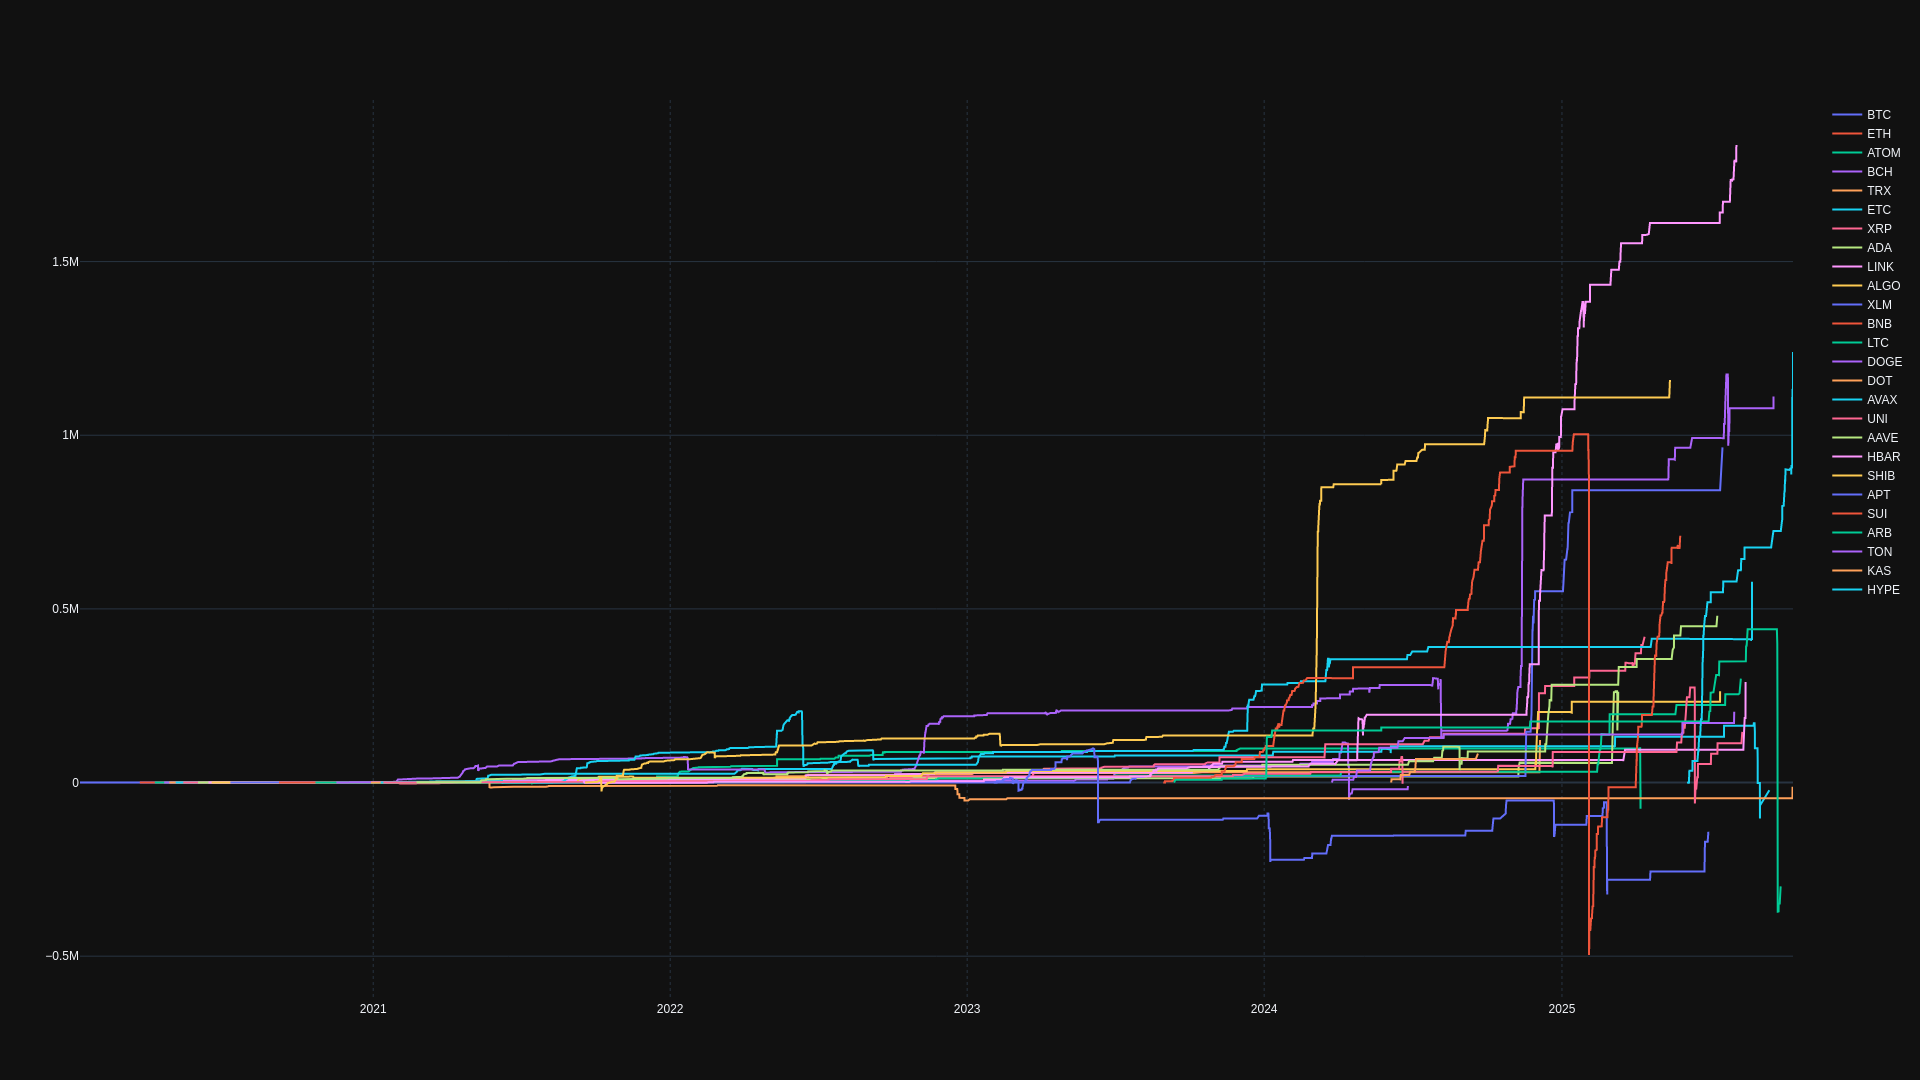 1.5M
1M
0.5M
0
−0.5M
2021
2022
2023
2024
2025
BTC
ETH
ATOM
BCH
TRX
ETC
XRP
ADA
LINK
ALGO
XLM
BNB
LTC
DOGE
DOT
AVAX
UNI
AAVE
HBAR
SHIB
APT
SUI
ARB
TON
KAS
HYPE